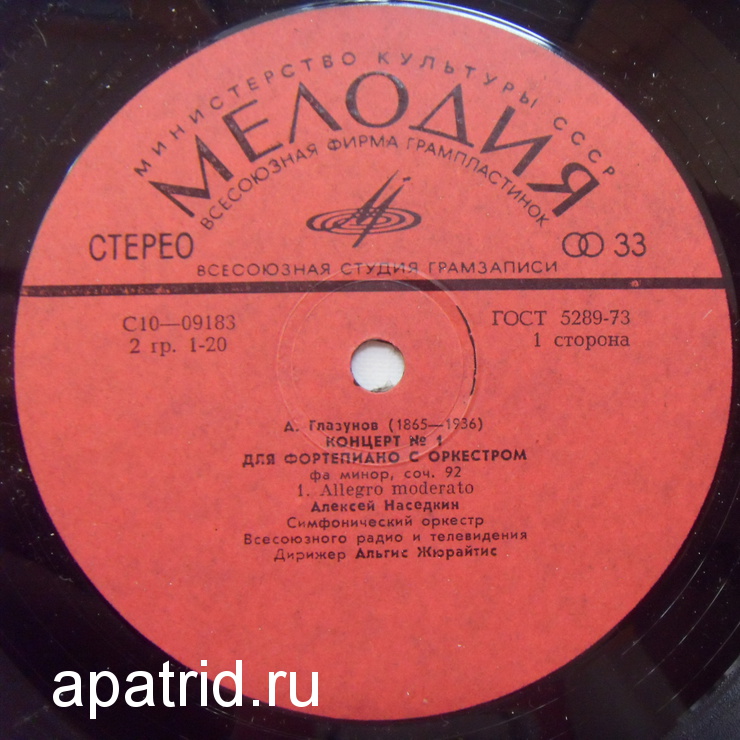 МИНИСТЕРСТВО КУЛЬТУРЫ СССР
МЕЛОДИЯ
ВСЕСОЮЗНАЯ ФИРМА ГРАМПЛАСТИНОК
СТЕРЕО
33
ВСЕСОЮЗНАЯ СТУДИЯ ГРАМЗАПИСИ
С10—09183
ГОСТ 5289-73
2 гр. 1-20
1 сторона
А. Глазунов (1865—1936)
КОНЦЕРТ № 1
ДЛЯ ФОРТЕПИАНО С ОРКЕСТРОМ
фа минор, соч. 92
1. Allegro moderato
Алексей Наседкин
Симфонический оркестр
Всесоюзного радио и телевидения
Дирижер Альгис Жюрайтис
apatrid.ru